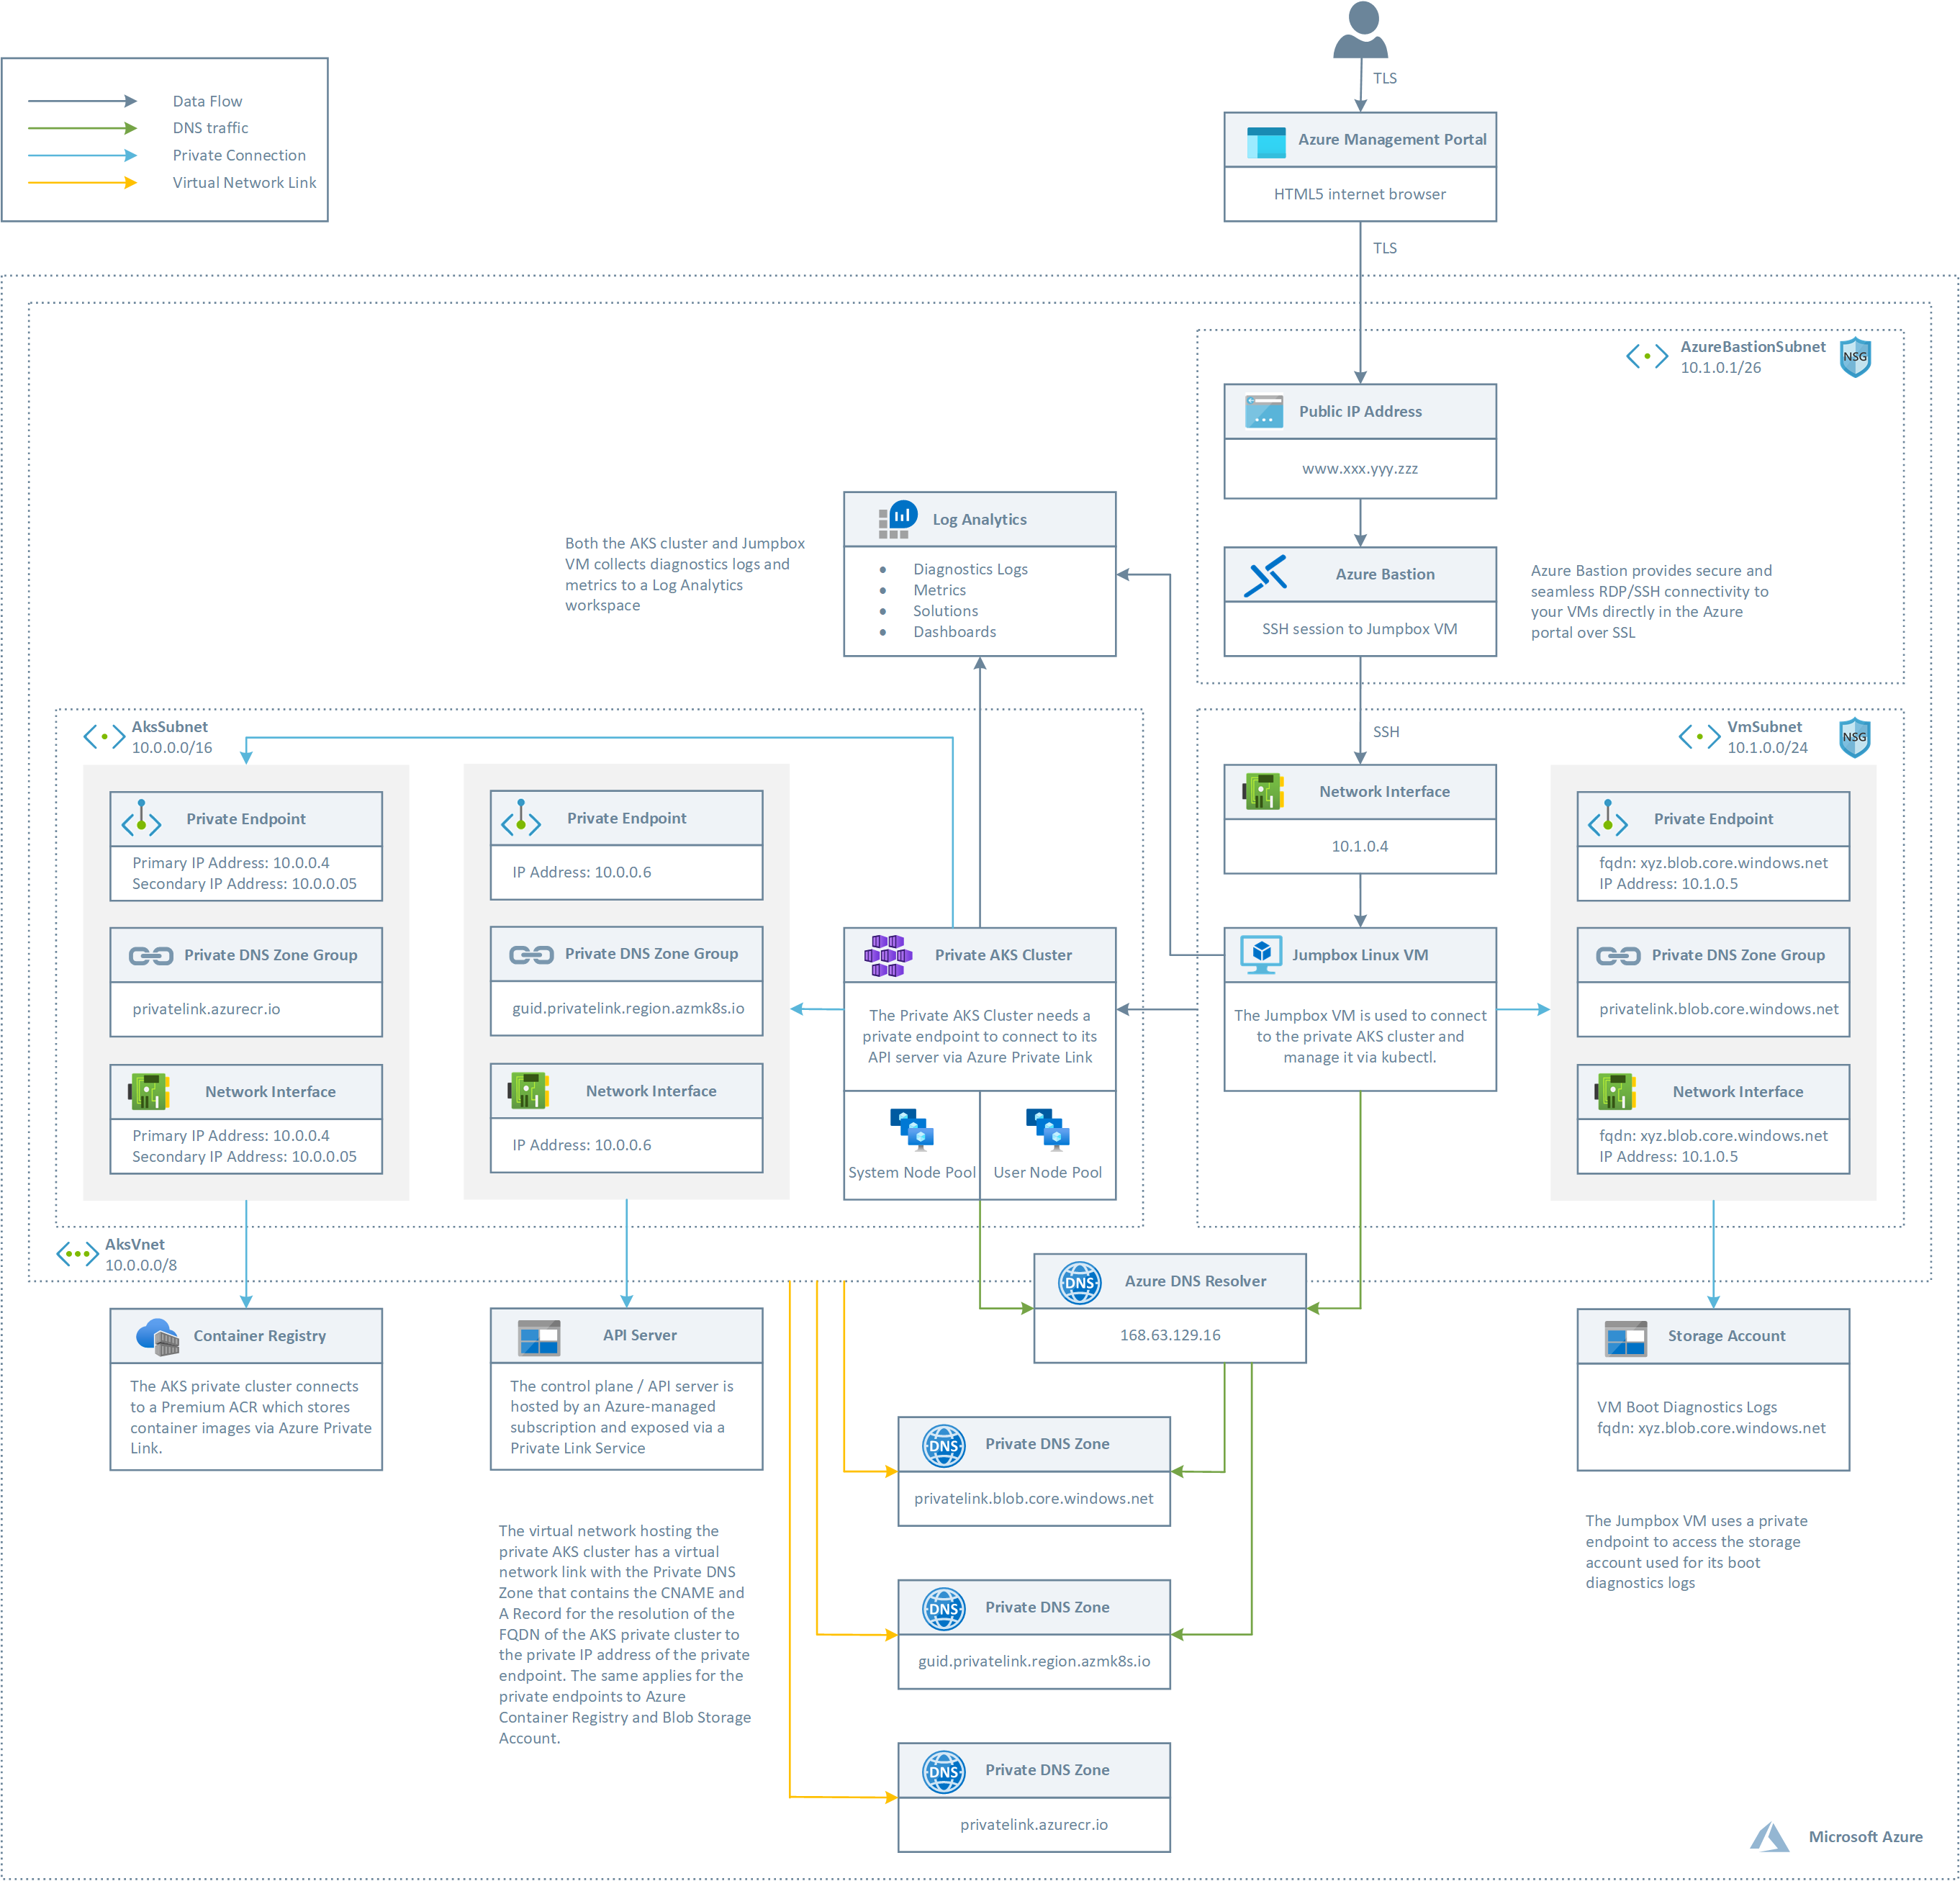 TLS
Data Flow
DNS traffic
Private Connection
Virtual Network Link
Azure Management Portal
HTML5 internet browser
TLS
AzureBastionSubnet
10.1.0.1/26
NSG
Public IP Address
www.xxx.yyy.zzz
Azure Bastion
SSH session to Jumpbox VM
Azure Bastion provides secure and
seamless RDP/SSH connectivity to
your VMs directly in the Azure
portal over SSL
Both the AKS cluster and Jumpbox
VM collects diagnostics logs and
metrics to a Log Analytics
workspace
Log Analytics
• Diagnostics Logs
• Metrics
• Solutions
• Dashboards
AksSubnet
10.0.0.0/16
Private Endpoint
Primary IP Address: 10.0.0.4
Secondary IP Address: 10.0.0.05
Private DNS Zone Group
privatelink.azurecr.io
Network Interface
Primary IP Address: 10.0.0.4
Secondary IP Address: 10.0.0.05
Private Endpoint
IP Address: 10.0.0.6
Private DNS Zone Group
guid.privatelink.region.azmk8s.io
Network Interface
IP Address: 10.0.0.6
Private AKS Cluster
The Private AKS Cluster needs a
private endpoint to connect to its
API server via Azure Private Link
System Node Pool
User Node Pool
SSH
VmSubnet
10.1.0.0/24
NSG
Network Interface
10.1.0.4
Jumpbox Linux VM
The Jumpbox VM is used to connect
to the private AKS cluster and
manage it via kubectl.
Private Endpoint
fqdn: xyz.blob.core.windows.net
IP Address: 10.1.0.5
Private DNS Zone Group
privatelink.blob.core.windows.net
Network Interface
fqdn: xyz.blob.core.windows.net
IP Address: 10.1.0.5
AksVnet
10.0.0.0/8
Container Registry
The AKS private cluster connects
to a Premium ACR which stores
container images via Azure Private
Link.
API Server
The control plane / API server is
hosted by an Azure-managed
subscription and exposed via a
Private Link Service
DNS
Azure DNS Resolver
168.63.129.16
Storage Account
VM Boot Diagnostics Logs
fqdn: xyz.blob.core.windows.net
The Jumpbox VM uses a private
endpoint to access the storage
account used for its boot
diagnostics logs
The virtual network hosting the
private AKS cluster has a virtual
network link with the Private DNS
Zone that contains the CNAME and
A Record for the resolution of the
FQDN of the AKS private cluster to
the private IP address of the private
endpoint. The same applies for the
private endpoints to Azure
Container Registry and Blob Storage
Account.
DNS
Private DNS Zone
privatelink.blob.core.windows.net
DNS
Private DNS Zone
guid.privatelink.region.azmk8s.io
DNS
Private DNS Zone
privatelink.azurecr.io
Microsoft Azure